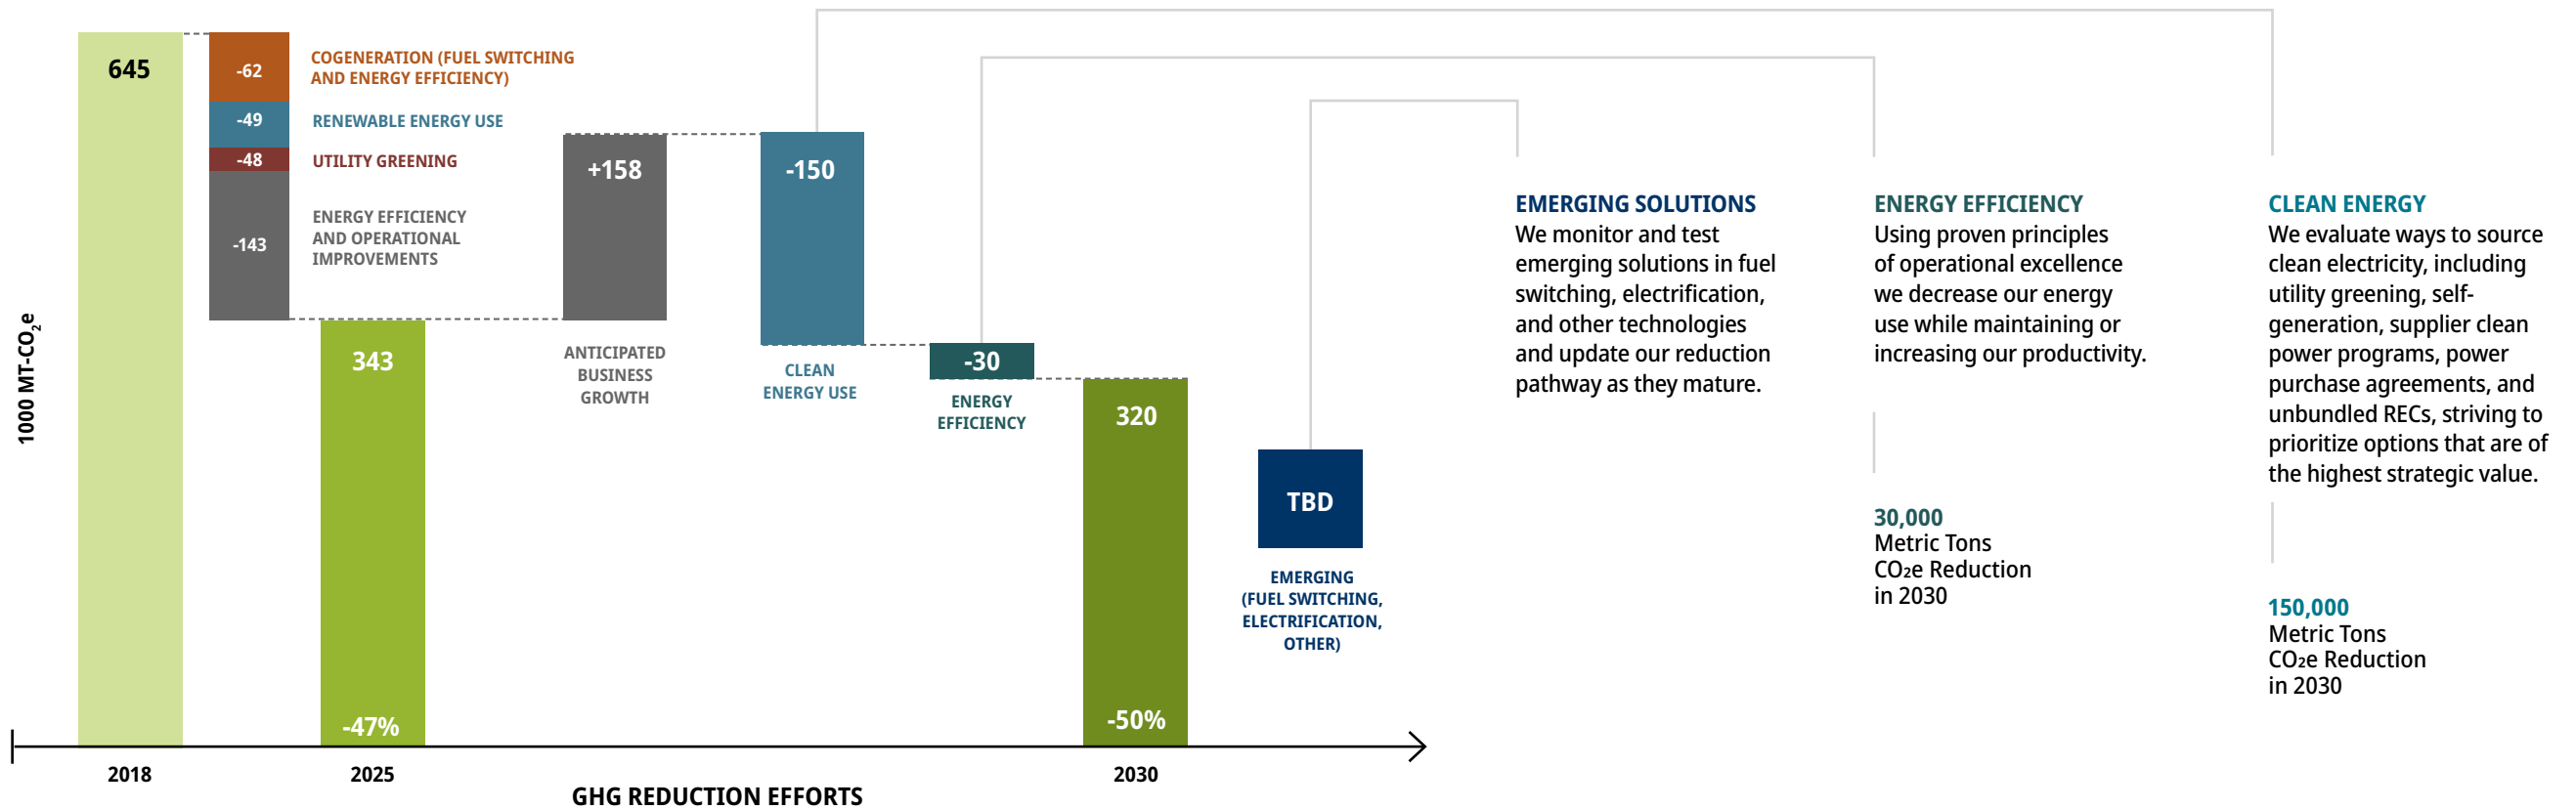 1000 MT-CO₂e
645
-62
COGENERATION (FUEL SWITCHING
AND ENERGY EFFICIENCY)
-49
RENEWABLE ENERGY USE
-48
UTILITY GREENING
-143
ENERGY EFFICIENCY
AND OPERATIONAL
IMPROVEMENTS
343
-47%
+158
ANTICIPATED
BUSINESS
GROWTH
-150
CLEAN
ENERGY USE
-30
ENERGY
EFFICIENCY
320
-50%
TBD
EMERGING
(FUEL SWITCHING,
ELECTRIFICATION,
OTHER)
2018
2025
2030
GHG REDUCTION EFFORTS
EMERGING SOLUTIONS
We monitor and test
emerging solutions in fuel
switching, electrification,
and other technologies
and update our reduction
pathway as they mature.
ENERGY EFFICIENCY
Using proven principles
of operational excellence
we decrease our energy
use while maintaining or
increasing our productivity.
30,000
Metric Tons
CO₂e Reduction
in 2030
CLEAN ENERGY
We evaluate ways to source
clean electricity, including
utility greening, self-
generation, supplier clean
power programs, power
purchase agreements, and
unbundled RECs, striving to
prioritize options that are of
the highest strategic value.
150,000
Metric Tons
CO₂e Reduction
in 2030